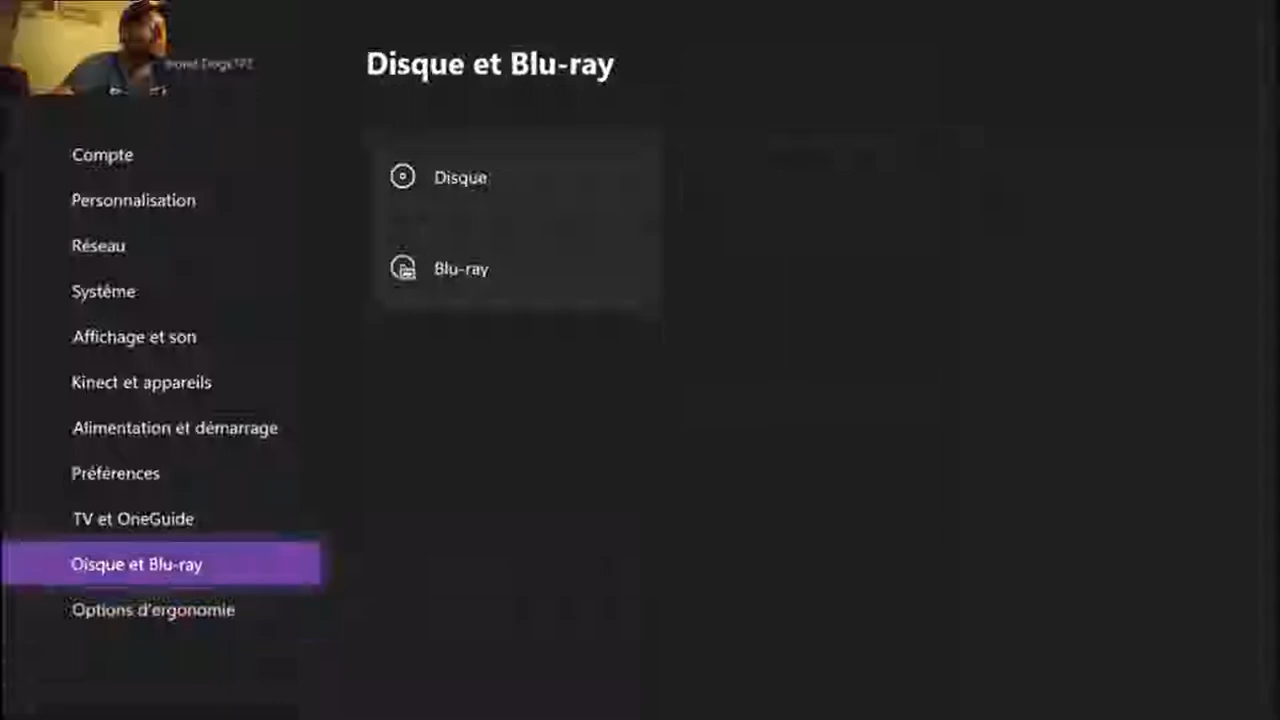 Disque et Blu-ray
Compte
Personnalisation
Réseau
Système
Affichage et son
Kinect et appareils
Alimentation et démarrage
Préférences
TV et OneGuide
Disque et Blu-ray
Options d'ergonomie
Disque
Blu-ray